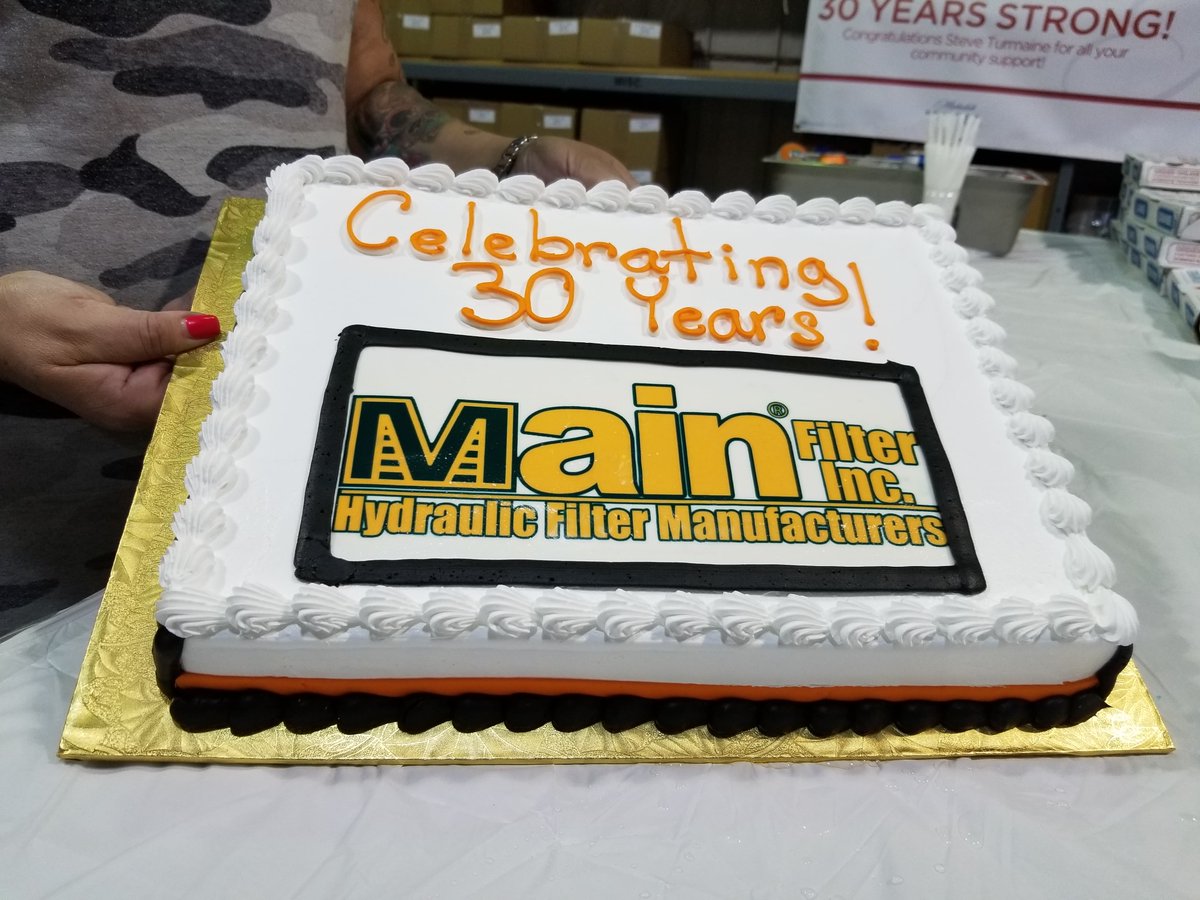 30 YEARS STRONG!
Congratulations Steve Turmaine for all your
community support!
Celebrating
30 Years!
Main® Filter
Inc.
Hydraulic Filter Manufacturers